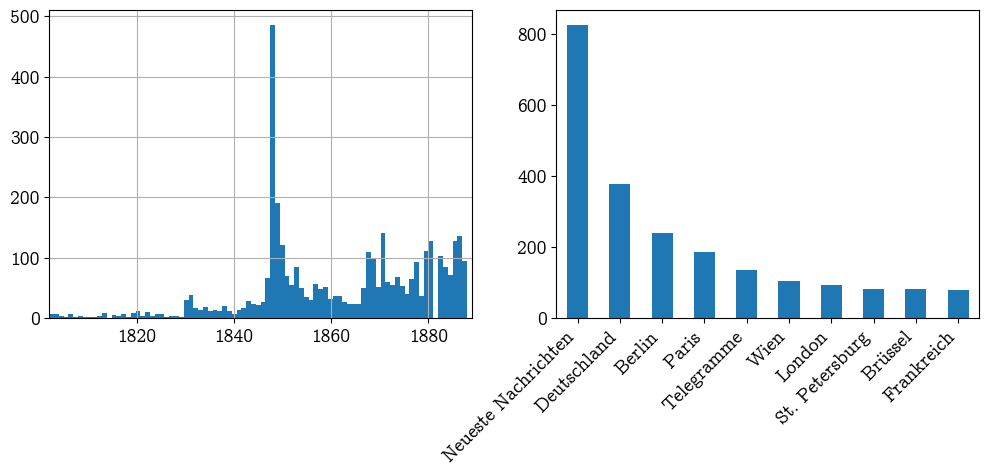 500
400
300
200
100
0
1820 1840 1860 1880
800
600
400
200
0
Neueste Nachrichten
Deutschland
Berlin
Paris
Telegramme
Wien
London
St. Petersburg
Brüssel
Frankreich